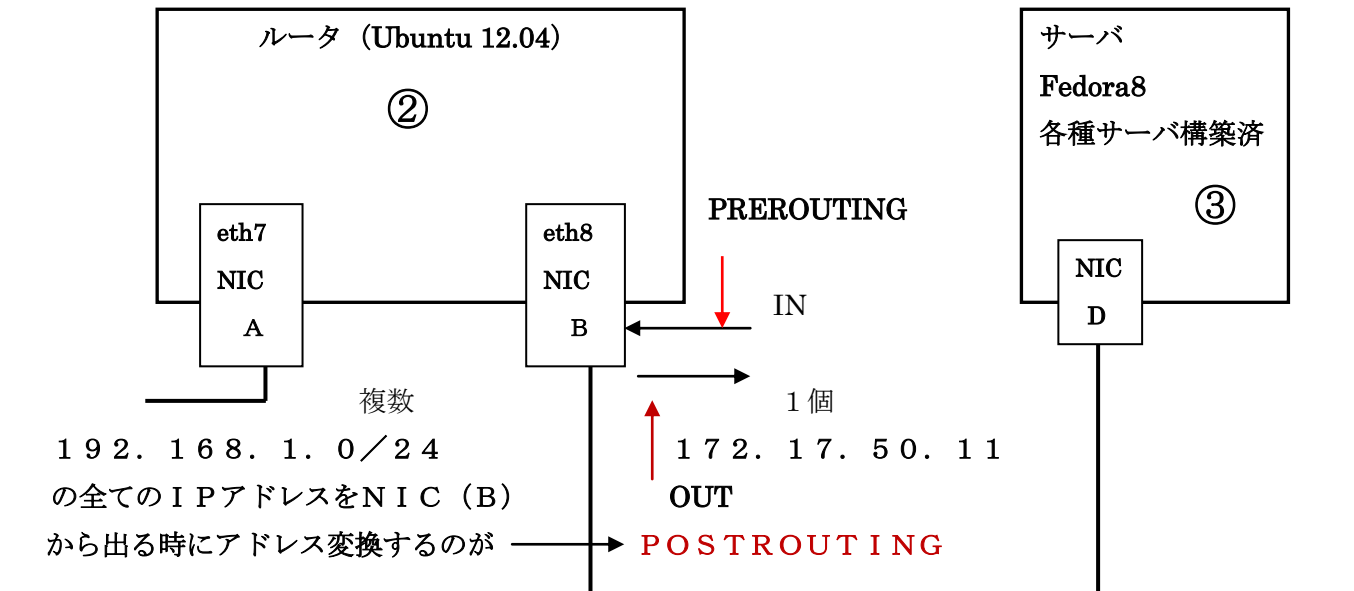 ルータ（Ubuntu 12.04）
②
eth7
NIC
A
eth8
NIC
B
PREROUTING
IN
サーバ
Fedora8
各種サーバ構築済
③
NIC
D
複数
１９２．１６８．１．０／２４
の全てのＩＰアドレスをＮＩＣ（Ｂ）
から出る時にアドレス変換するのが
１個
１７２．１７．５０．１１
OUT
ＰＯＳＴＲＯＵＴＩＮＧ